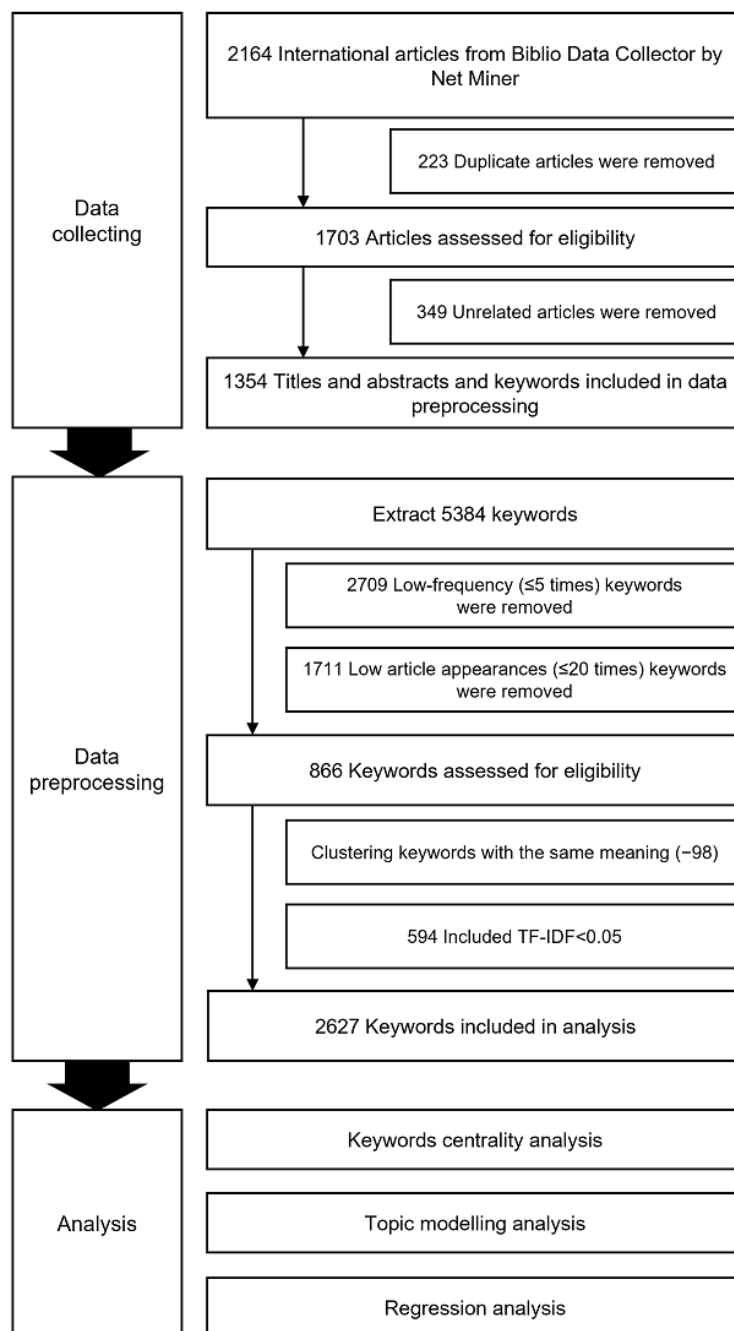 2164 International articles from Biblio Data Collector by
Net Miner
223 Duplicate articles were removed
Data
collecting
1703 Articles assessed for eligibility
349 Unrelated articles were removed
1354 Titles and abstracts and keywords included in data
preprocessing
Extract 5384 keywords
2709 Low-frequency (≤5 times) keywords
were removed
1711 Low article appearances (≤20 times) keywords
were removed
Data
preprocessing
866 Keywords assessed for eligibility
Clustering keywords with the same meaning (−98)
594 Included TF-IDF<0.05
2627 Keywords included in analysis
Keywords centrality analysis
Analysis
Topic modelling analysis
Regression analysis